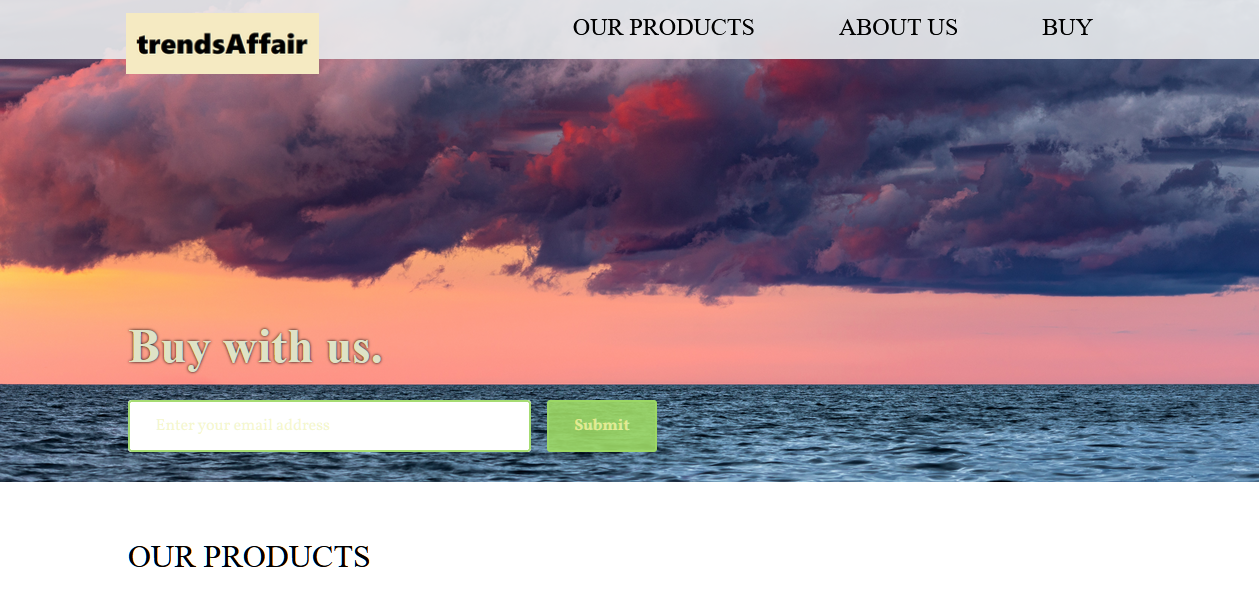 trendsAffair
OUR PRODUCTS ABOUT US BUY
Buy with us.
Enter your email address
Submit
OUR PRODUCTS